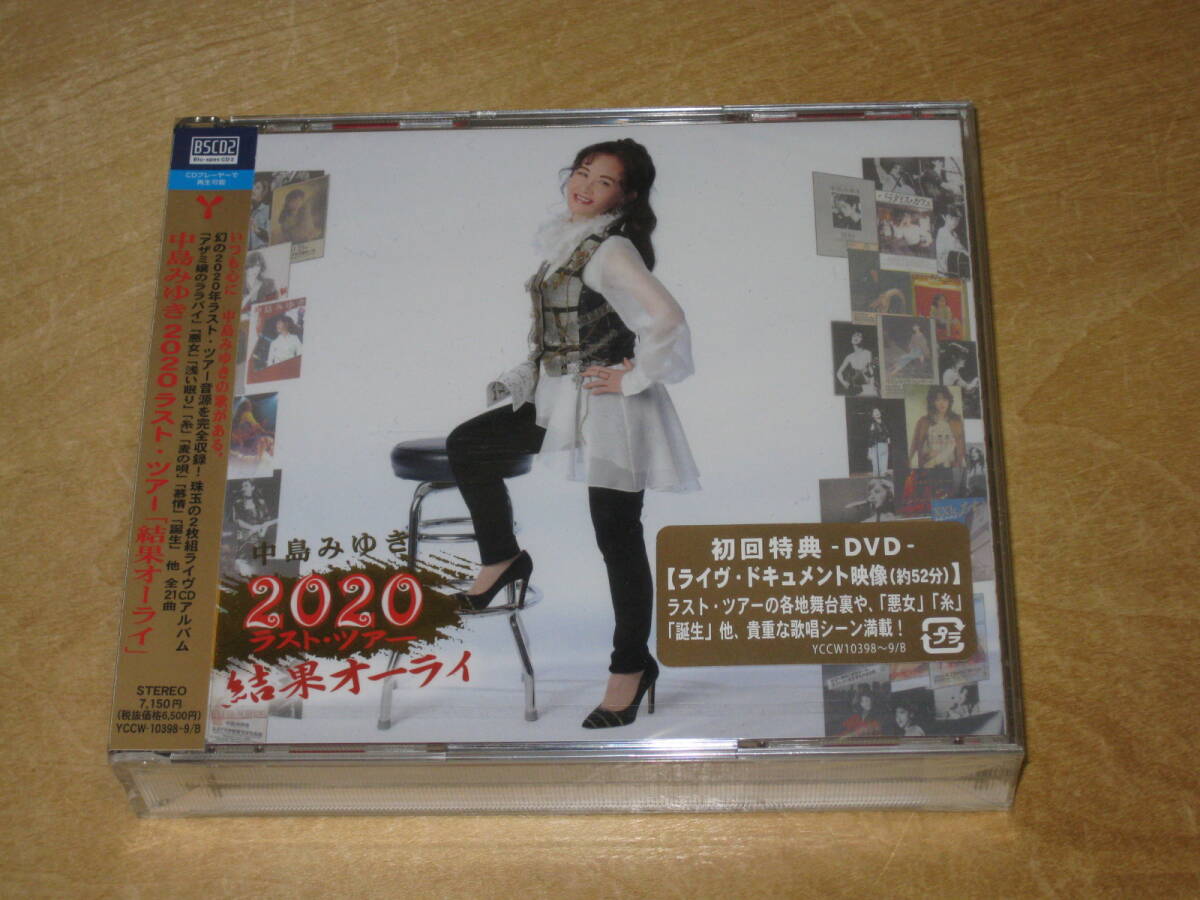 BSCD2
Blu-spec CD2
CDプレーヤーで
再生可能
Y
いつも心に 中島みゆきの歌がある。
幻の2020年ラスト・ツアー音源を完全収録! 珠玉の2枚組ライヴCDアルバム
「アザミ嬢のララバイ」「悪女」「浅い眠り」「糸」「麦の唄」「慕情」「誕生」 他 全21曲
中島みゆき2020ラスト・ツアー「結果オーライ」
STEREO
7,150円
(税抜価格6,500円)
YCCW-10398~9/B
中島みゆき
2020
ラスト・ツアー
結果オーライ
初回特典 -DVD-
【ライヴ・ドキュメント映像(約52分)】
ラスト・ツアーの各地舞台裏や、「悪女」「糸」
「誕生」他、貴重な歌唱シーン満載!
YCCW10398~9/B
プラ